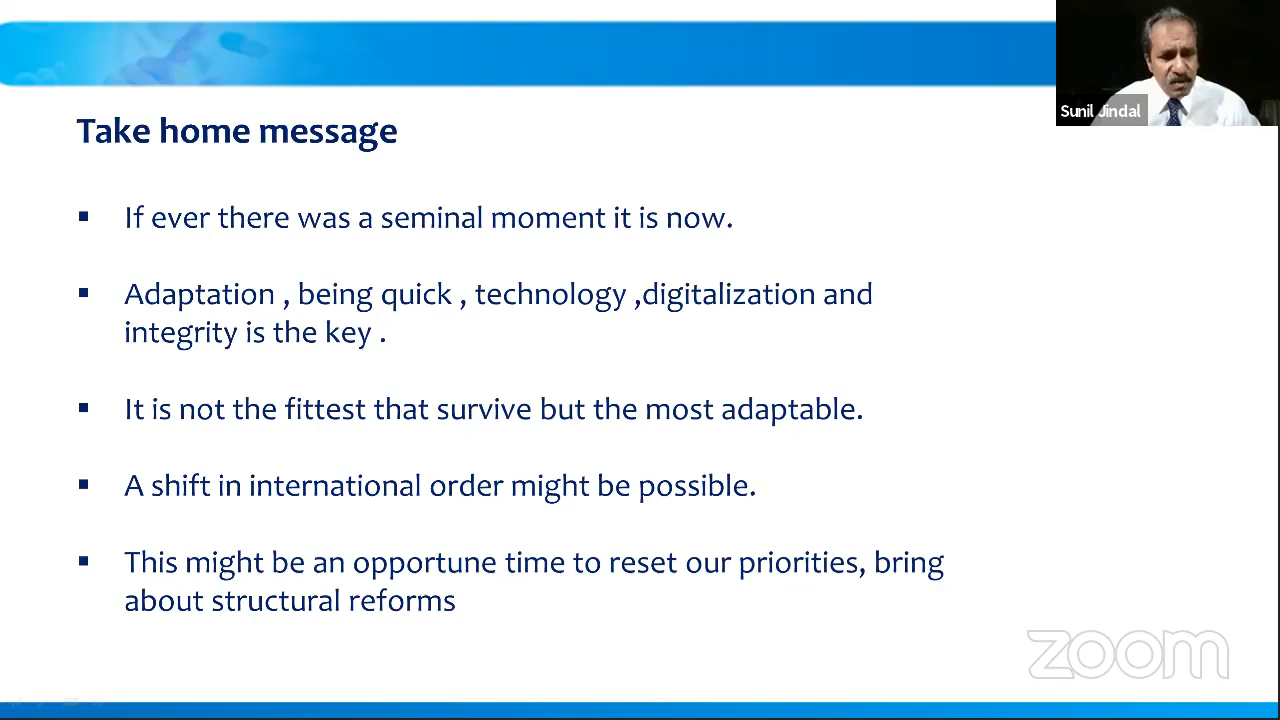 Sunil Jindal
Take home message
▪ If ever there was a seminal moment it is now.
▪ Adaptation , being quick , technology ,digitalization and
integrity is the key .
▪ It is not the fittest that survive but the most adaptable.
▪ A shift in international order might be possible.
▪ This might be an opportune time to reset our priorities, bring
about structural reforms
zoom